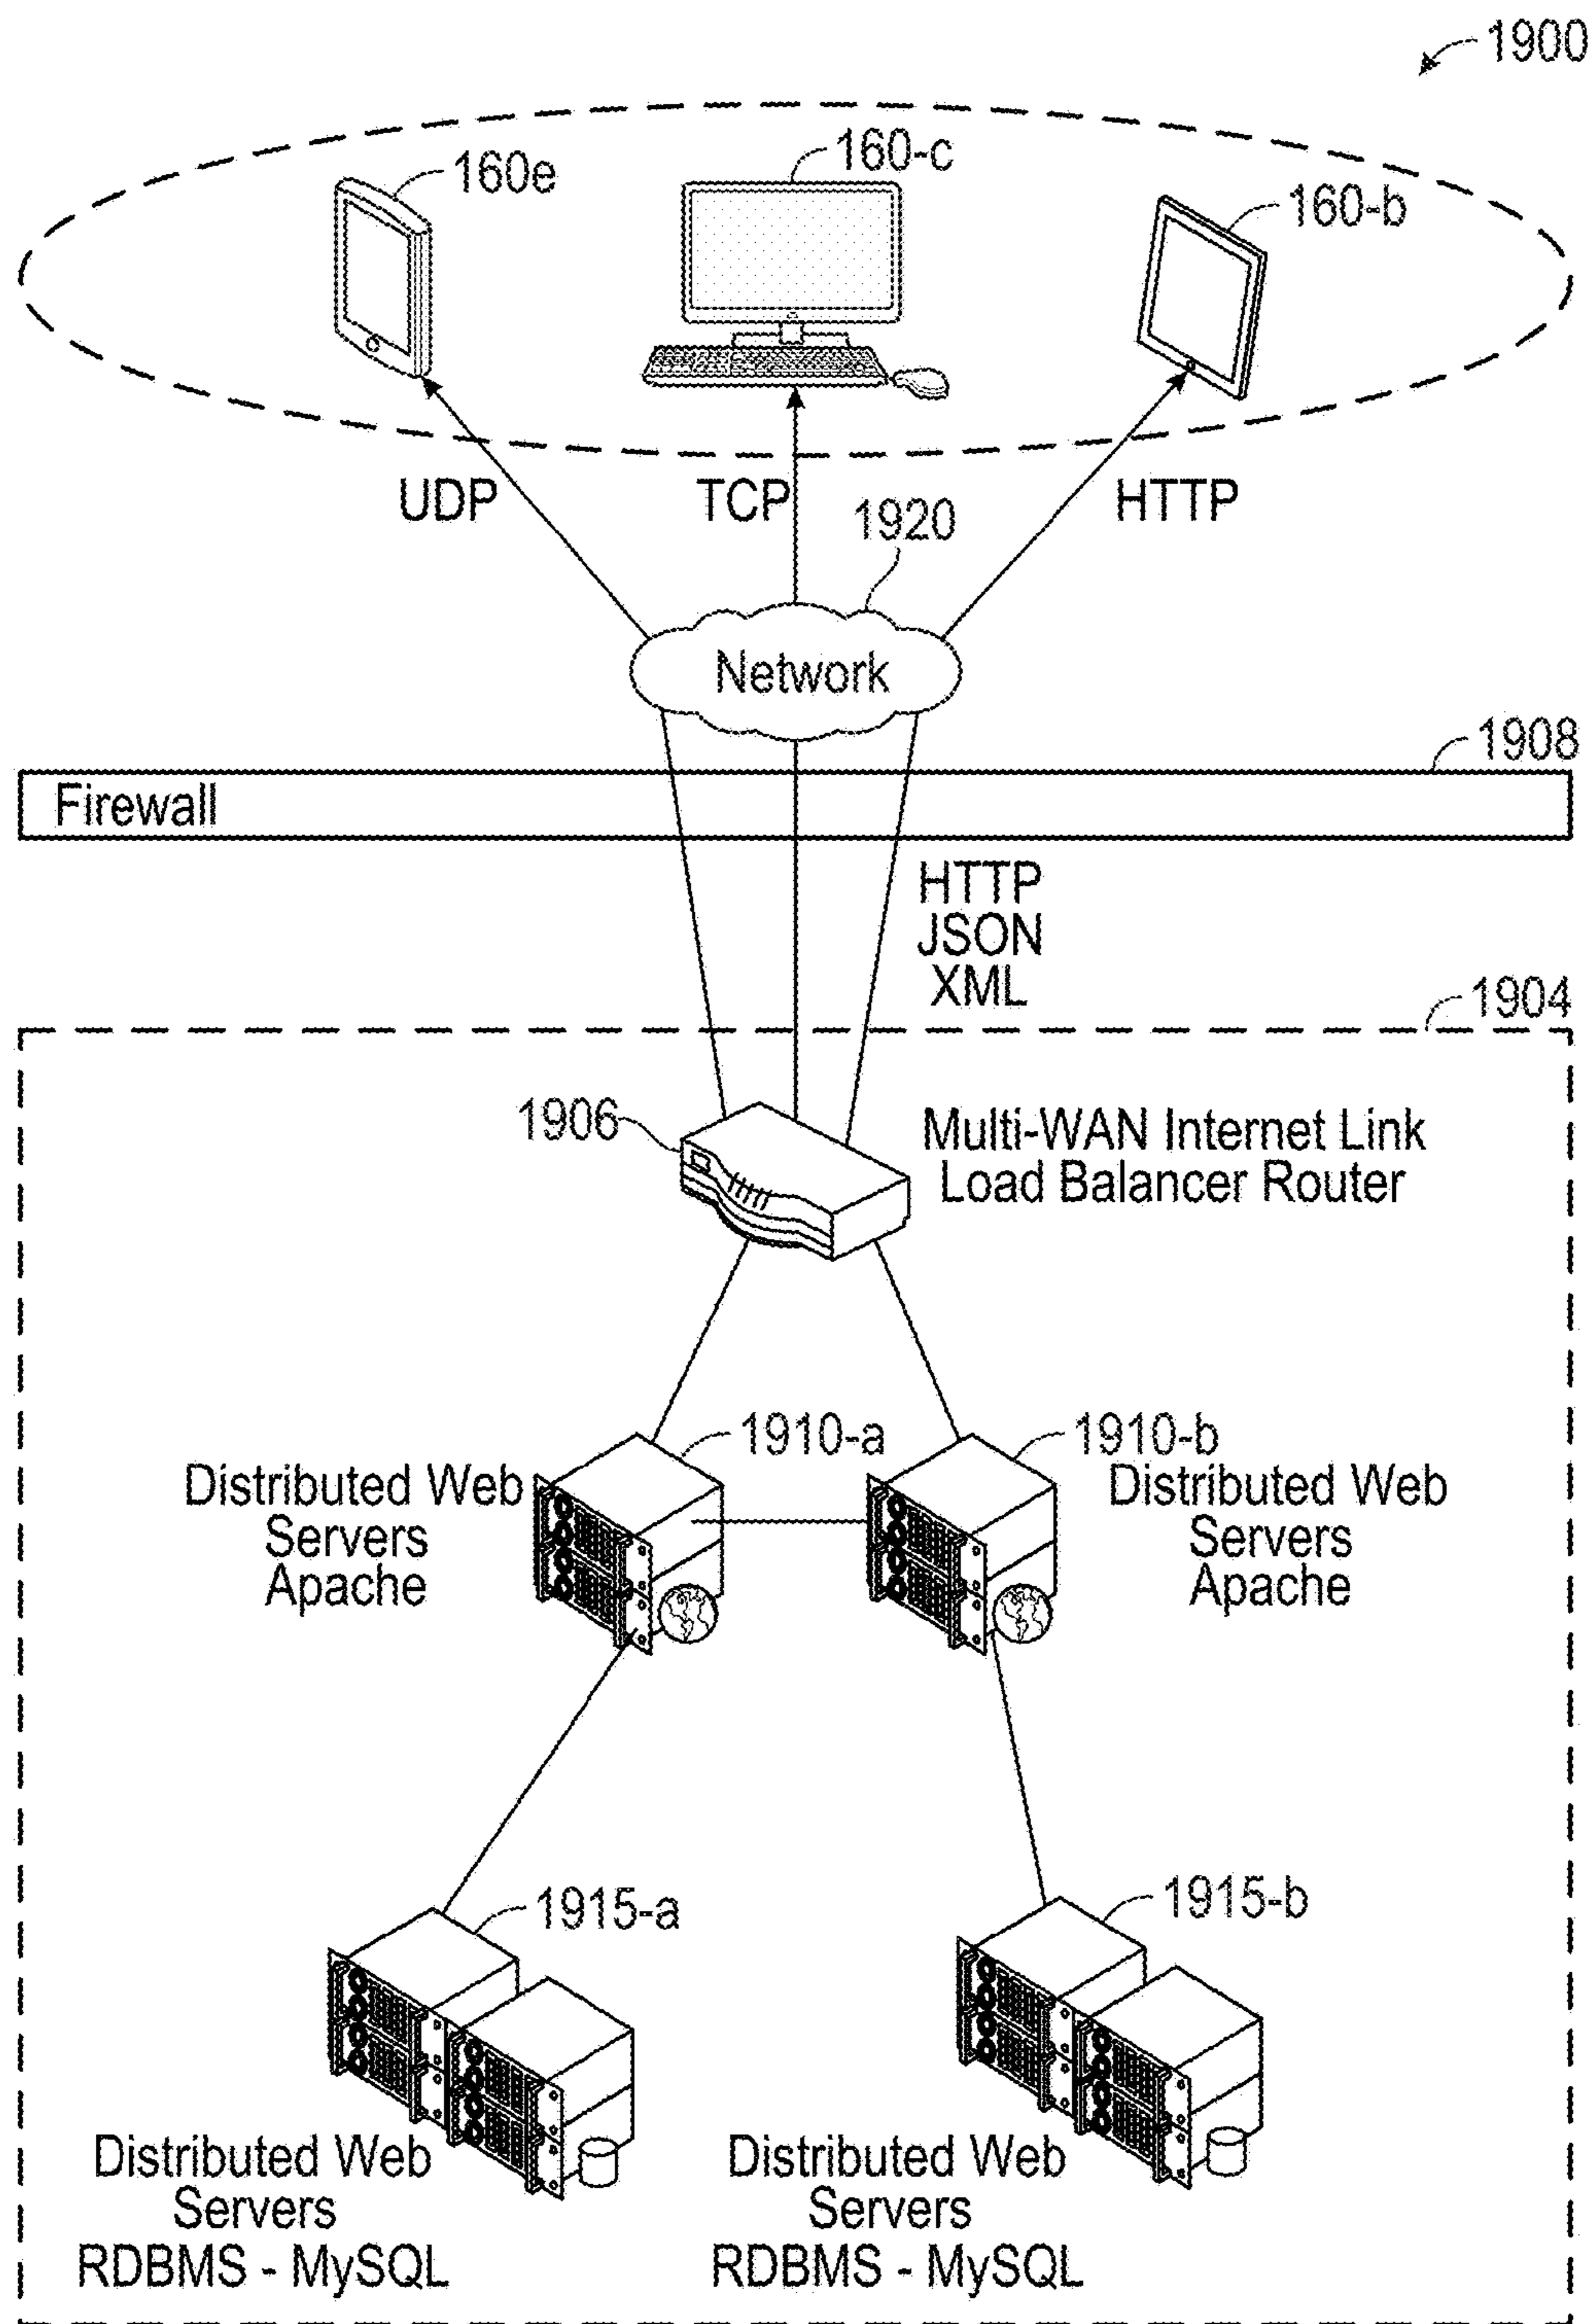 1900
160e
160-c
160-b
UDP
TCP
HTTP
1920
Network
1908
Firewall
HTTP
JSON
XML
1904
1906
Multi-WAN Internet Link
Load Balancer Router
1910-a
1910-b
Distributed Web
Servers
Apache
Distributed Web
Servers
Apache
1915-a
1915-b
Distributed Web
Servers
RDBMS - MySQL
Distributed Web
Servers
RDBMS - MySQL